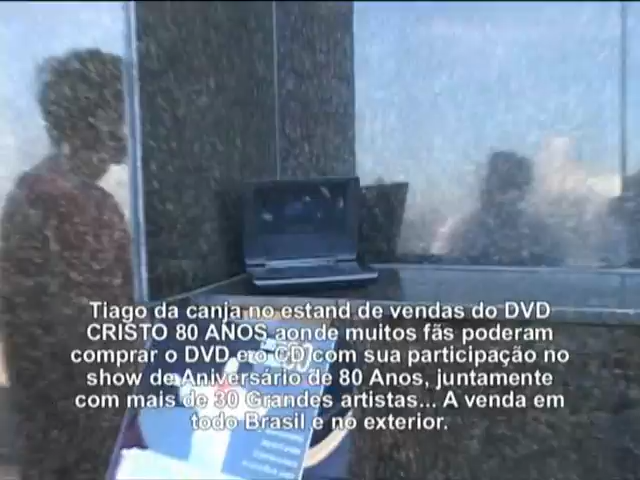 Tiago da canja no estand de vendas do DVD
CRISTO 80 ANOS aonde muitos fãs poderam
comprar o DVD e o CD com sua participação no
show de Aniversário de 80 Anos, juntamente
com mais de 30 Grandes artistas... A venda em
todo Brasil e no exterior.
80